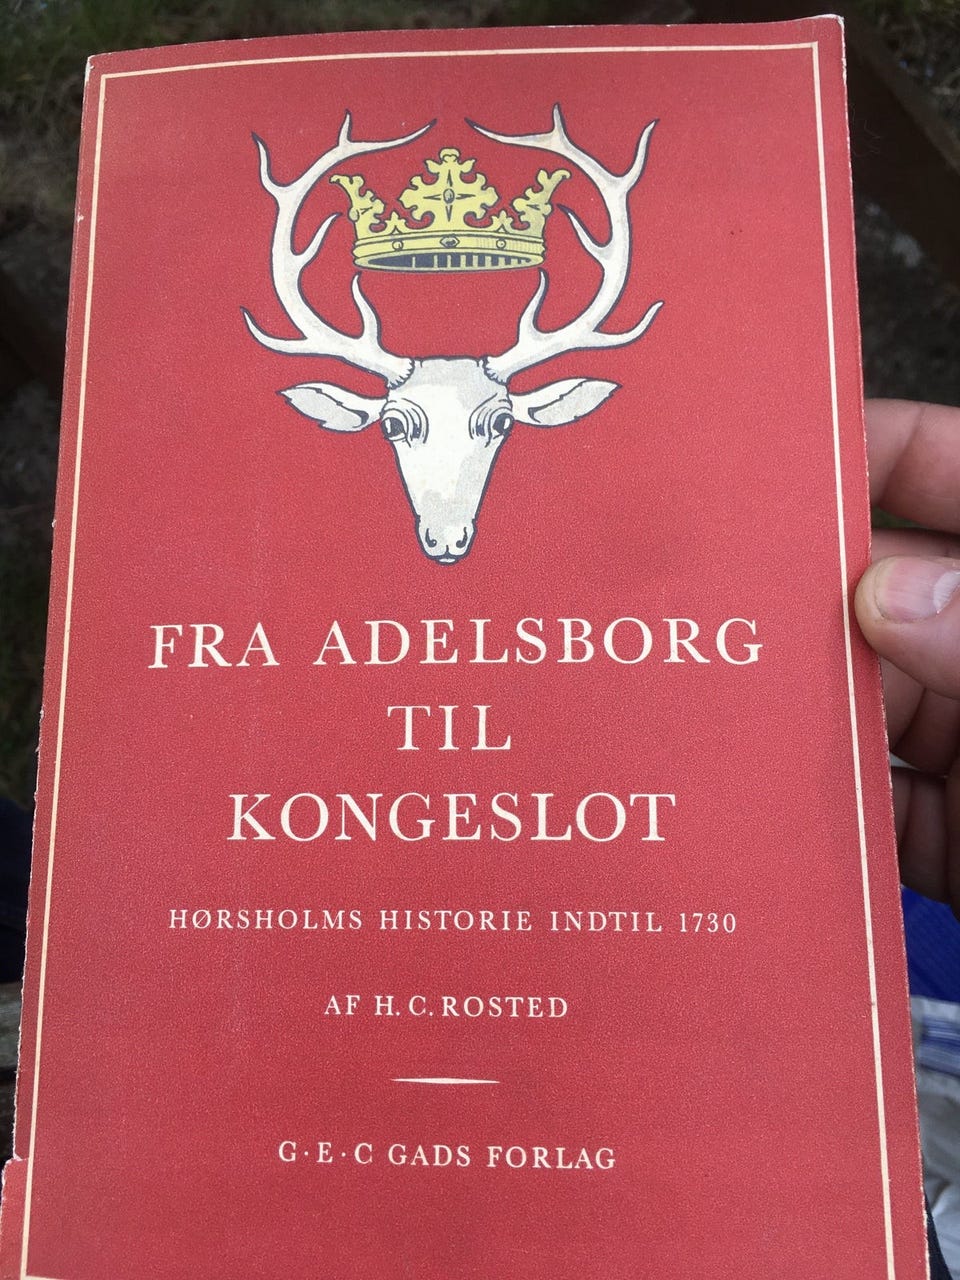 FRA ADELSBORG
TIL
KONGESLOT
HØRSHOLMS HISTORIE INDTIL 1730
AF H. C. ROSTED
G · E · C GADS FORLAG